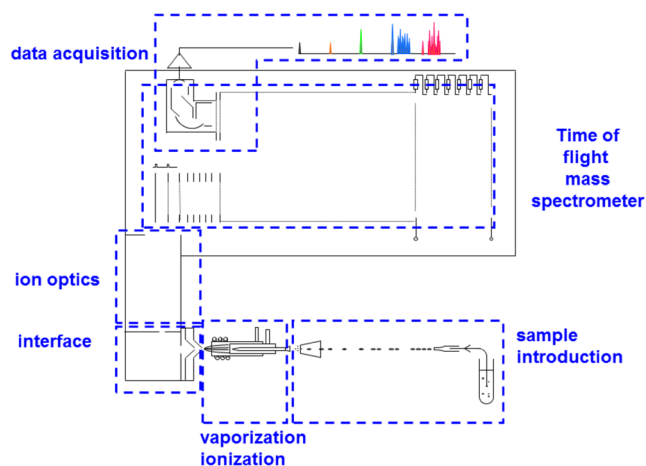 data acquisition
Time of
flight
mass
spectrometer
ion optics
interface
sample
introduction
vaporization
ionization